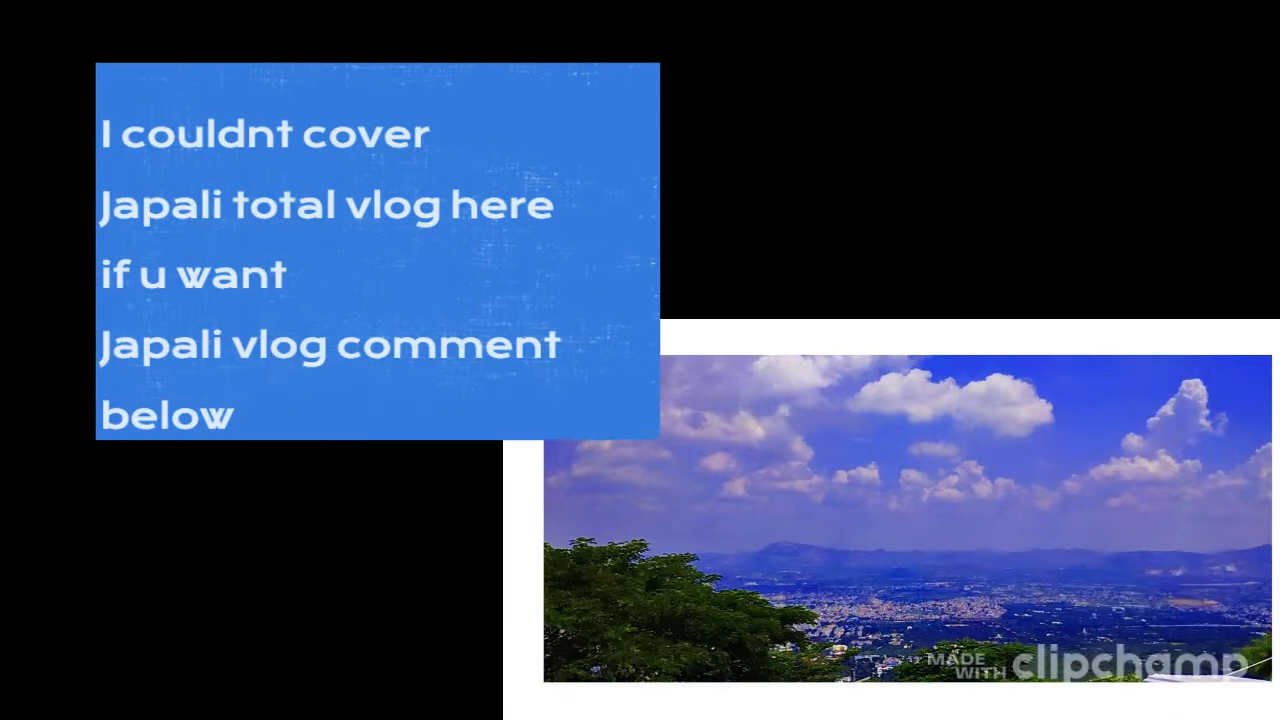 I couldnt cover
Japali total vlog here
if u want
Japali vlog comment
below
MADE
WITH clipchamp